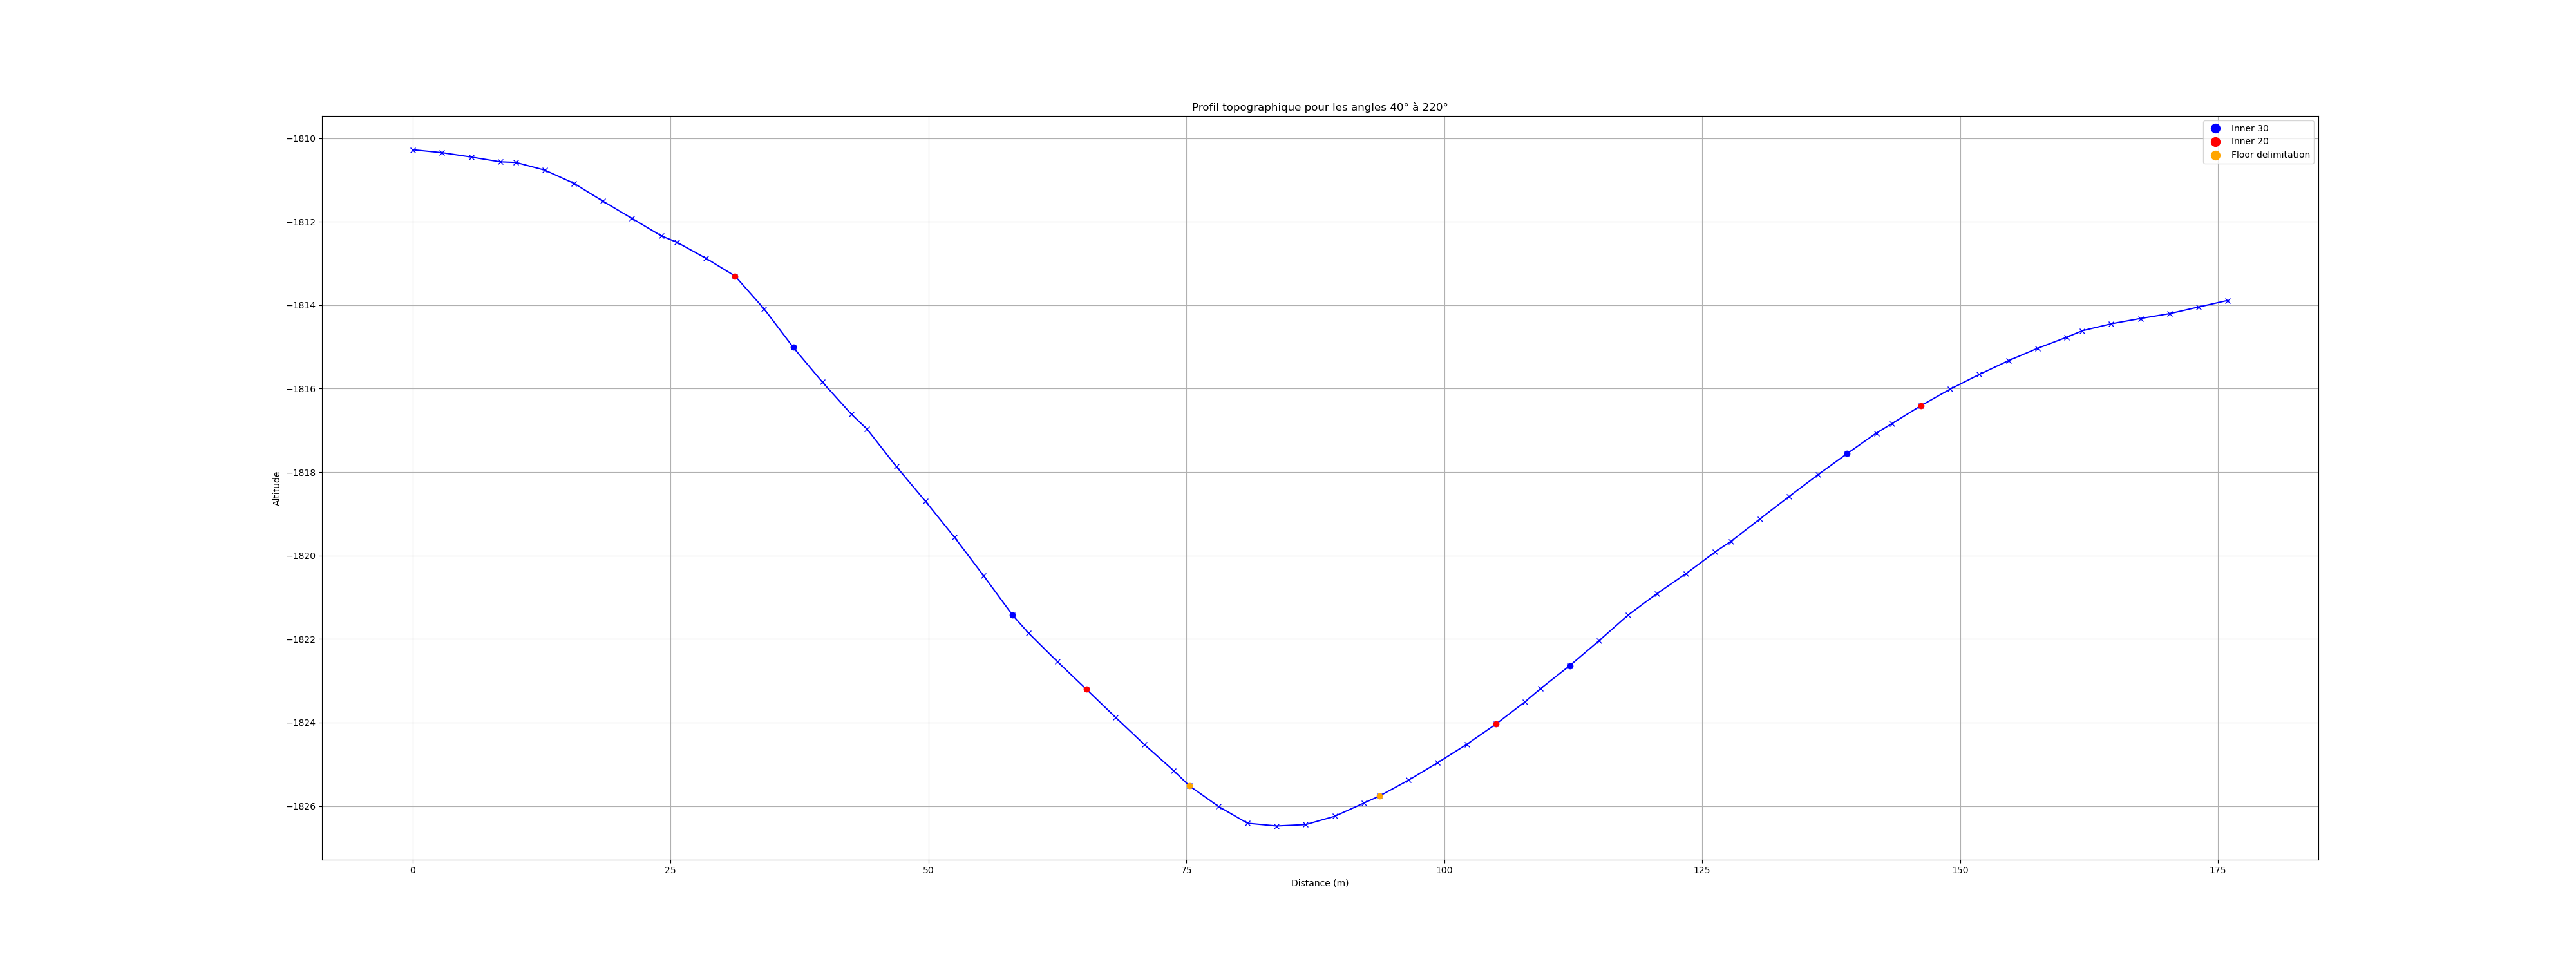 Profil topographique pour les angles 40° à 220°
Inner 30
Inner 20
Floor delimitation
Altitude
−1810
−1812
−1814
−1816
−1818
−1820
−1822
−1824
−1826
0 25 50 75 100 125 150 175
Distance (m)